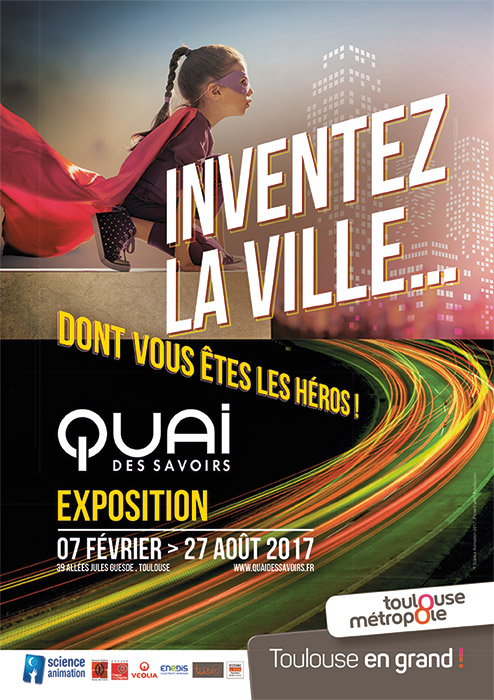 INVENTEZ
LA VILLE...
DONT VOUS ÊTES LES HÉROS !
QUAI
DES SAVOIRS
EXPOSITION
07 FÉVRIER > 27 AOÛT 2017
39 ALLÉES JULES GUESDE . TOULOUSE WWW.QUAIDESSAVOIRS.FR
toulouse
métropole
Toulouse en grand !
science
animation
VEOLIA
ENEDIS